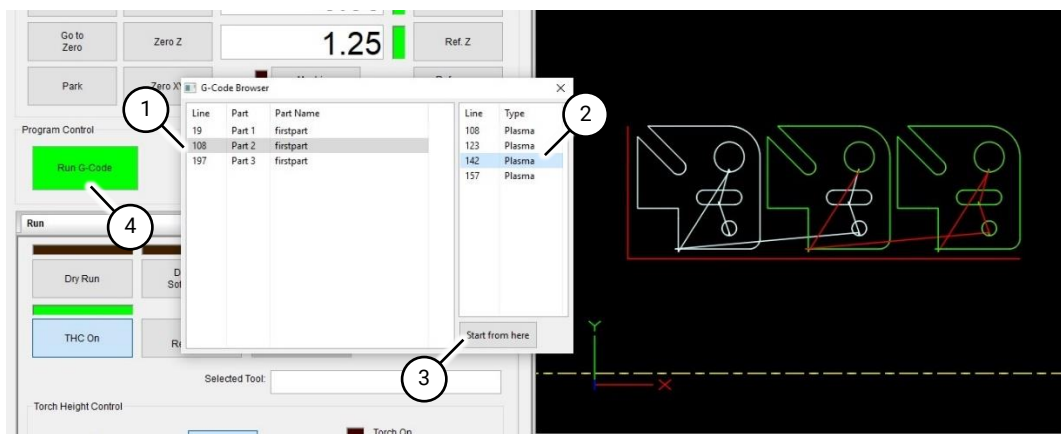 Go to
Zero
Zero Z
1.25
Ref. Z
Park
Zero XY
G-Code Browser
1
2
Line Part Part Name
19 Part 1 firstpart
108 Part 2 firstpart
197 Part 3 firstpart
Line Type
108 Plasma
123 Plasma
142 Plasma
157 Plasma
Program Control
Run G-Code
4
Run
Dry Run
THC On
Start from here
3
Selected Tool:
Torch Height Control
Torch On
Y
X